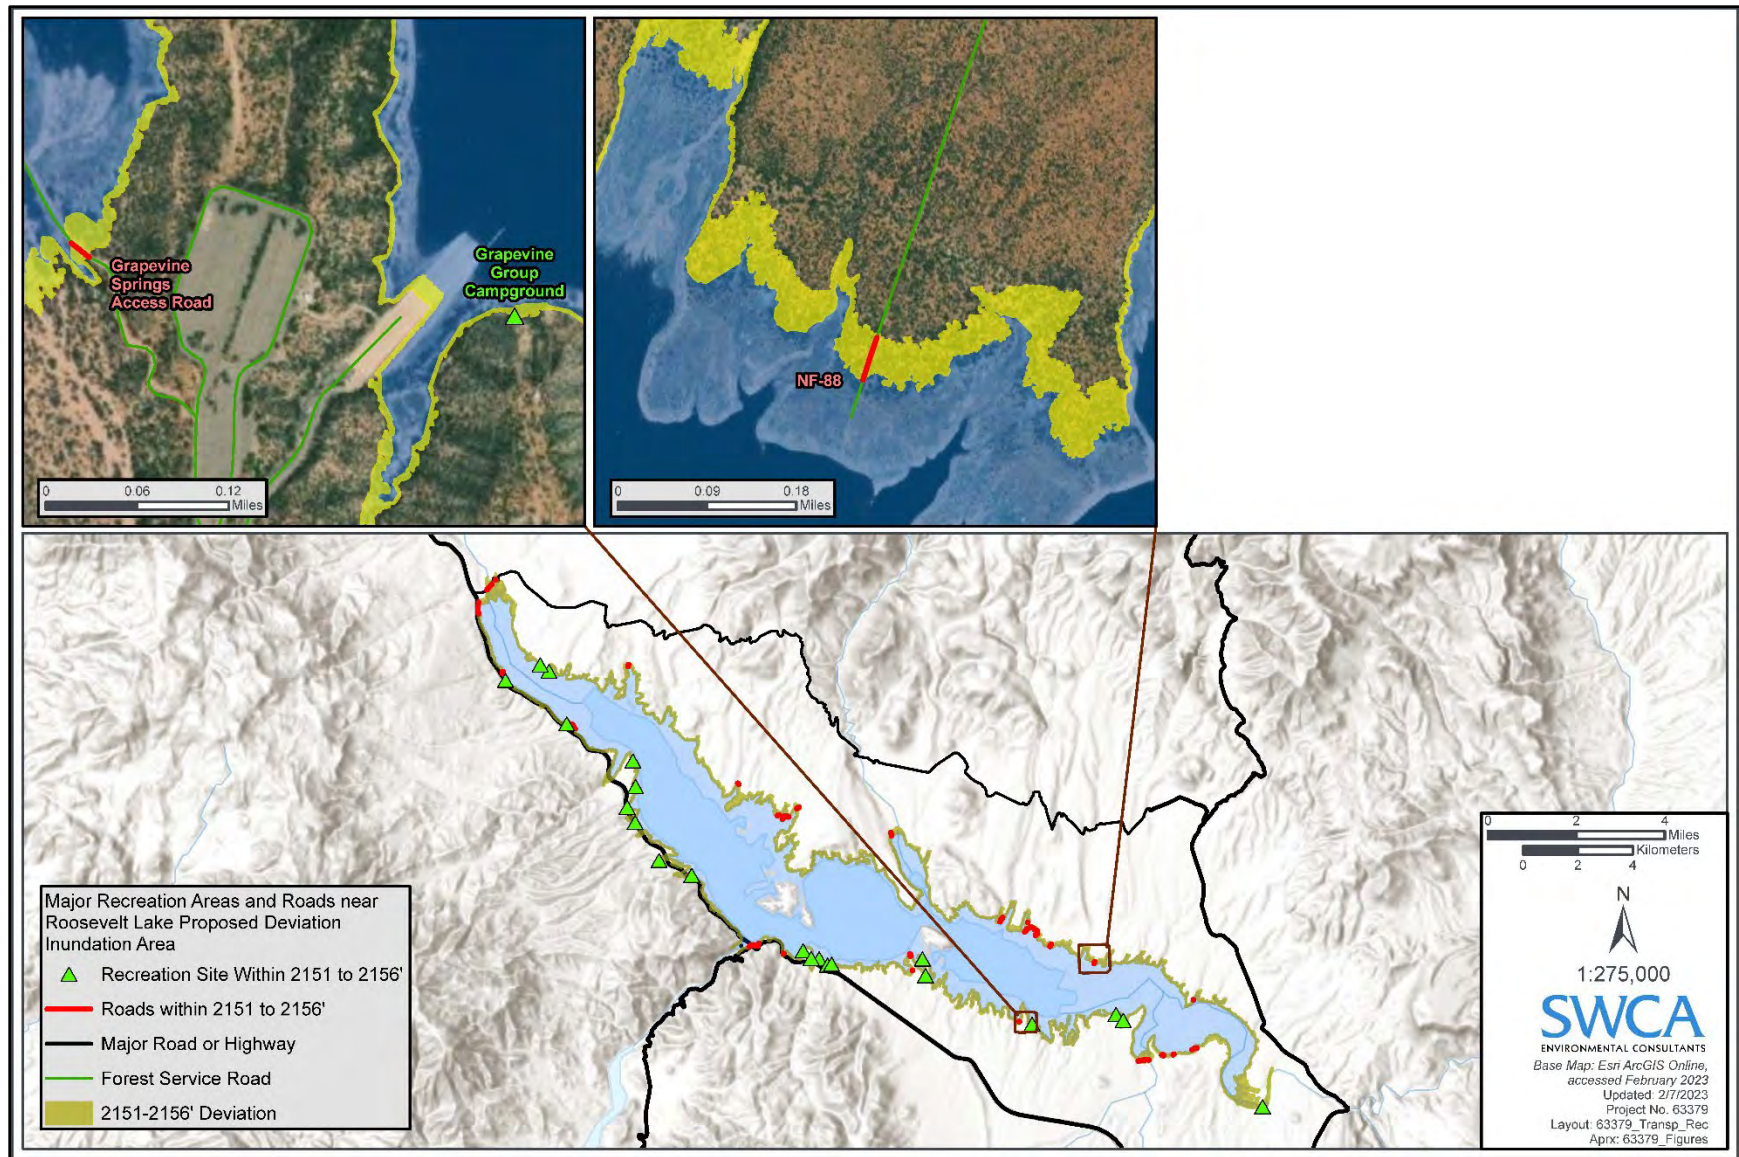 Grapevine
Springs
Access Road
Grapevine
Group
Campground
0 0.06 0.12
Miles
NF-88
0 0.09 0.18
Miles
Major Recreation Areas and Roads near
Roosevelt Lake Proposed Deviation
Inundation Area
Recreation Site Within 2151 to 2156'
Roads within 2151 to 2156'
Major Road or Highway
Forest Service Road
2151-2156' Deviation
0 2 4
Miles
Kilometers
0 2 4
N
1:275,000
SWCA
ENVIRONMENTAL CONSULTANTS
Base Map: Esri ArcGIS Online,
accessed February 2023
Updated: 2/7/2023
Project No. 63379
Layout: 63379_Transp_Rec
Aprx: 63379_Figures